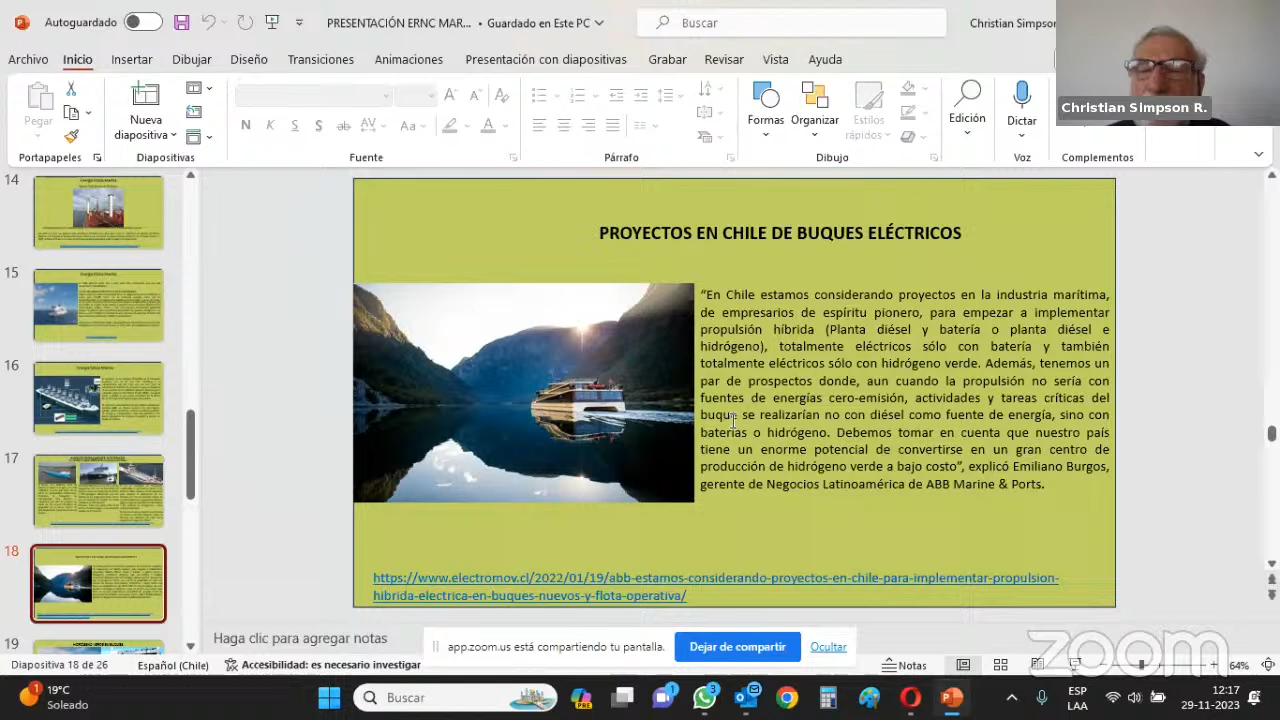 Autoguardado
PRESENTACIÓN ERNC MAR... • Guardado en Este PC
Buscar
Christian Simpson
Archivo Inicio Insertar Dibujar Diseño Transiciones Animaciones Presentación con diapositivas Grabar Revisar Vista Ayuda
Christian Simpson R.
Pegar
Nueva
diapositiva
Formas
Organizar
Estilos
rápidos
Edición
Dictar
Portapapeles
Diapositivas
Fuente
Párrafo
Dibujo
Voz
Complementos
14
15
16
17
18
19
PROYECTOS EN CHILE DE BUQUES ELÉCTRICOS
“En Chile estamos considerando proyectos en la industria marítima,
de empresarios de espíritu pionero, para empezar a implementar
propulsión híbrida (Planta diésel y batería o planta diésel e
hidrógeno), totalmente eléctricos sólo con batería y también
totalmente eléctricos sólo con hidrógeno verde. Además, tenemos un
par de prospectos donde, aun cuando la propulsión no sería con
fuentes de energías cero-emisión, actividades y tareas críticas del
buque se realizarían no con diésel como fuente de energía, sino con
baterías o hidrógeno. Debemos tomar en cuenta que nuestro país
tiene un enorme potencial de convertirse en un gran centro de
producción de hidrógeno verde a bajo costo”, explicó Emiliano Burgos,
gerente de Negocios Latinoamérica de ABB Marine & Ports.
https://www.electromov.cl/2022/01/19/abb-estamos-considerando-proyectos-en-chile-para-implementar-propulsion-
hibrida-electrica-en-buques-nuevos-y-flota-operativa/
Haga clic para agregar notas
app.zoom.us está compartiendo tu pantalla.
Dejar de compartir
Ocultar
zoom
Diapositiva 18 de 26
Español (Chile)
Accesibilidad: es necesario investigar
Notas
64%
19°C
Soleado
Buscar
ESP
LAA
12:17
29-11-2023